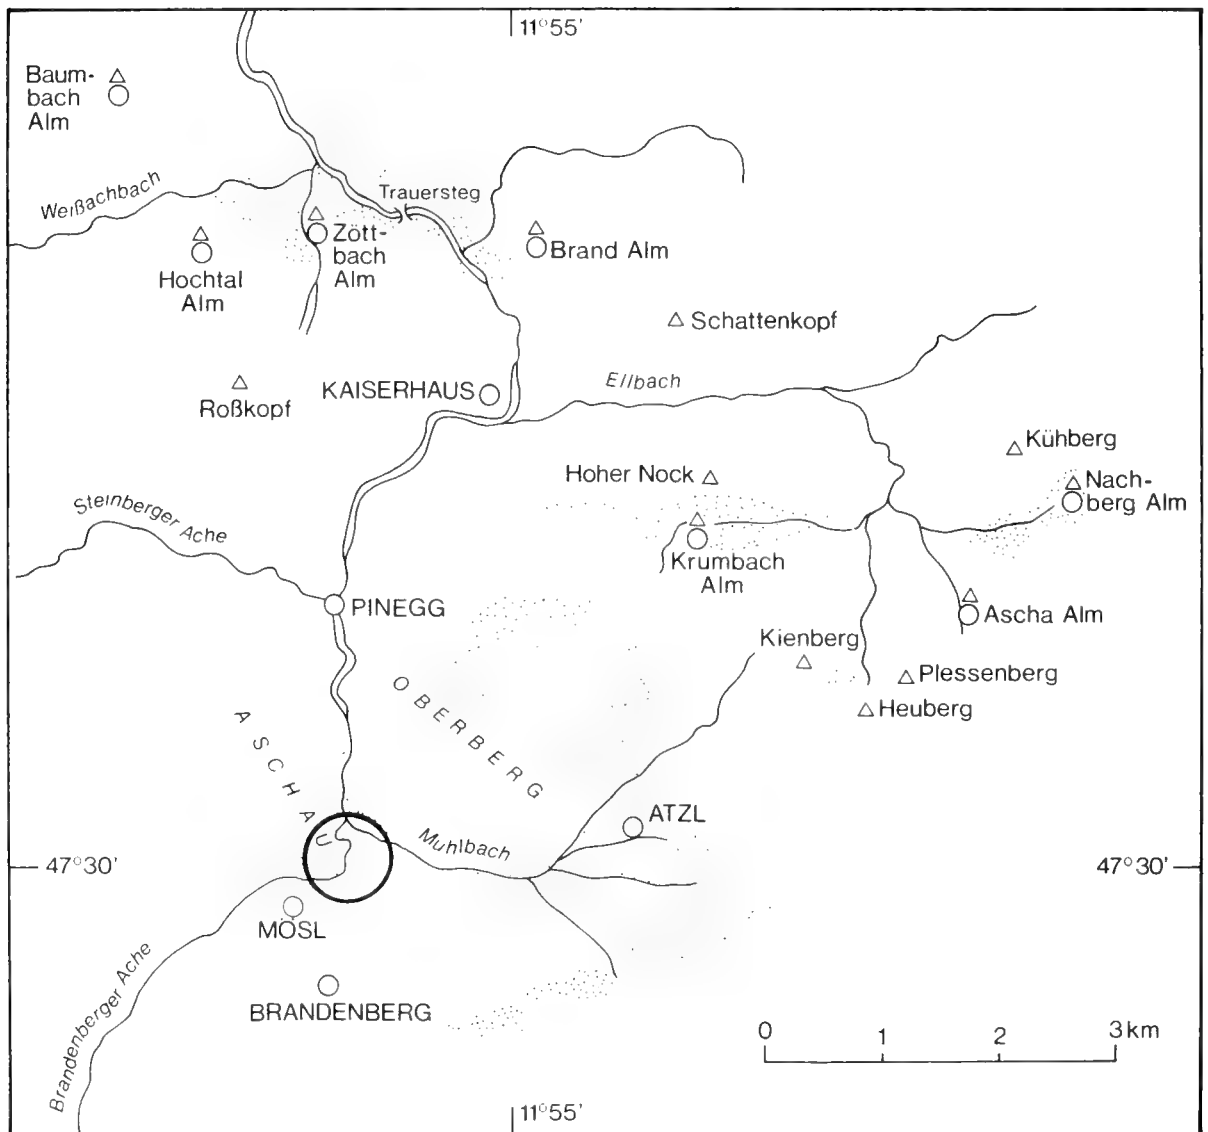 11°55'
Baum-
bach
Alm
Weißachbach
Trauersteg
Zött-
bach
Alm
Brand Alm
Hochtal
Alm
Schattenkopf
Roßkopf
KAISERHAUS
Ellbach
Kühberg
Hoher Nock
Nach-
berg Alm
Steinberger Ache
Krumbach
Alm
PINEGG
Ascha Alm
Kienberg
Plessenberg
Heuberg
OBERBERG
ASCHAU
ATZL
Muhlbach
47°30'
47°30'
MÖSL
Brandenberger Ache
BRANDENBERG
0 1 2 3 km
11°55'